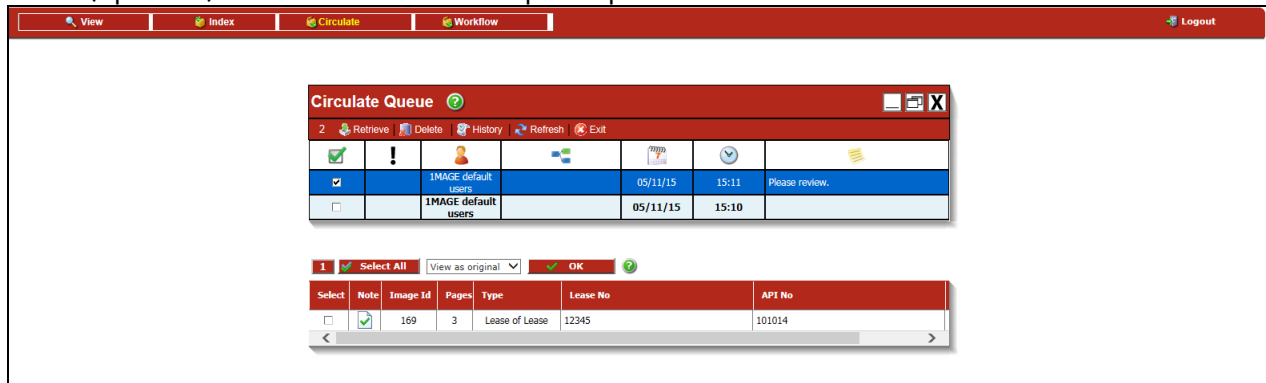 View Index Circulate Workflow Logout
Circulate Queue
2 Retrieve Delete History Refresh Exit
1MAGE default users 05/11/15 15:11 Please review.
1MAGE default users 05/11/15 15:10
1 Select All View as original OK
Select Note Image Id Pages Type Lease No API No
169 3 Lease of Lease 12345 101014